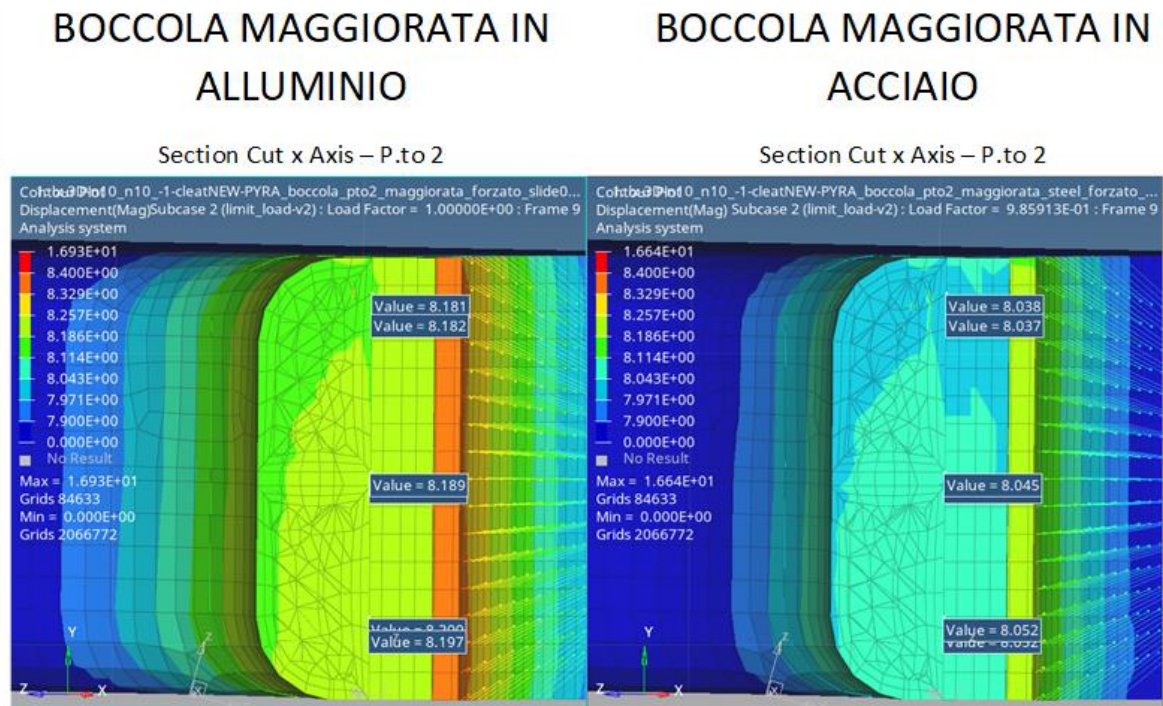 BOCCOLA MAGGIORATA IN
ALLUMINIO
Section Cut x Axis – P.to 2
Displacement(Mag) Subcase 2 (limit_load-v2) : Load Factor = 1.00000E+00 : Frame 9
Analysis system
1.693E+01
8.400E+00
8.329E+00
8.257E+00
8.186E+00
8.114E+00
8.043E+00
7.971E+00
7.900E+00
0.000E+00
No Result
Max = 1.693E+01
Grids 84633
Min = 0.000E+00
Grids 2066772
Value = 8.181
Value = 8.182
Value = 8.189
Value = 8.197
Y
Z
X
Z
X
BOCCOLA MAGGIORATA IN
ACCIAIO
Section Cut x Axis – P.to 2
Displacement(Mag) Subcase 2 (limit_load-v2) : Load Factor = 9.85913E-01 : Frame 9
Analysis system
1.664E+01
8.400E+00
8.329E+00
8.257E+00
8.186E+00
8.114E+00
8.043E+00
7.971E+00
7.900E+00
0.000E+00
No Result
Max = 1.664E+01
Grids 84633
Min = 0.000E+00
Grids 2066772
Value = 8.038
Value = 8.037
Value = 8.045
Value = 8.052
Y
Z
X
Z
X